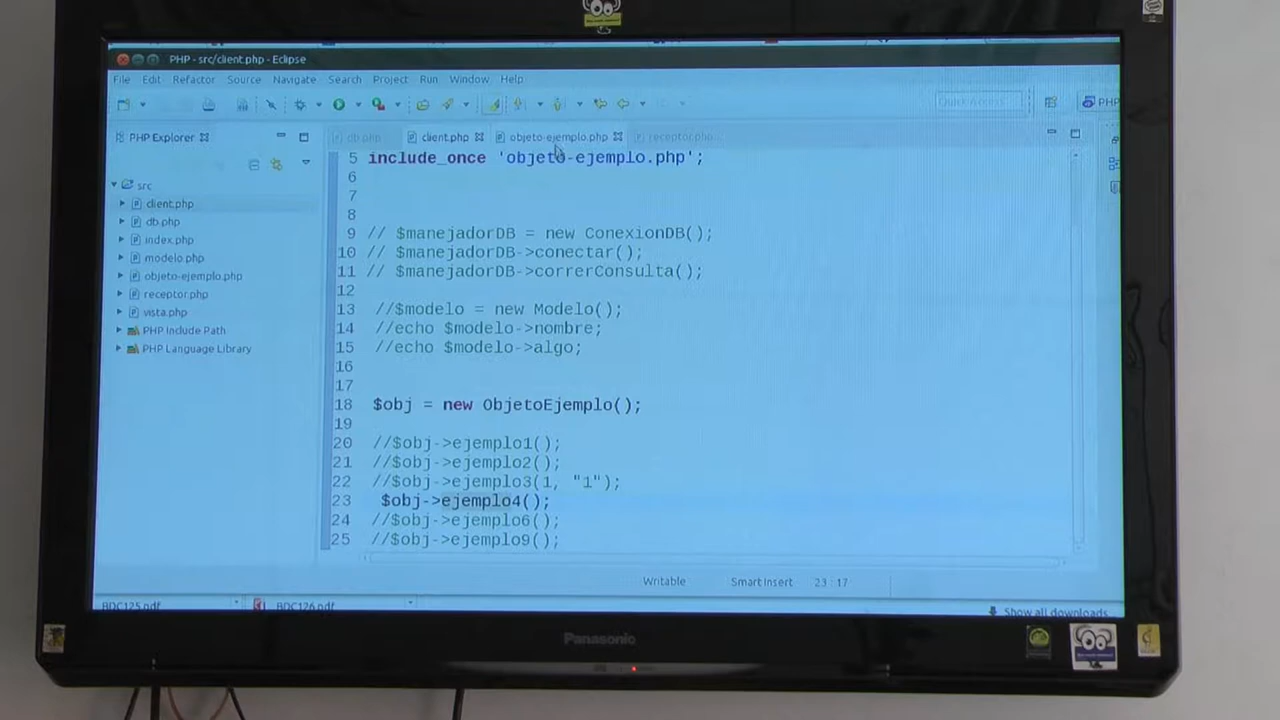 PHP - src/client.php - Eclipse
File Edit Refactor Source Navigate Search Project Run Window Help
Quick Access
PHP
PHP Explorer
db.php
client.php
objeto-ejemplo.php
receptor.php
src
client.php
db.php
index.php
modelo.php
objeto-ejemplo.php
receptor.php
vista.php
PHP Include Path
PHP Language Library
5 include_once 'objeto-ejemplo.php';
6
7
8
9 // $manejadorDB = new ConexionDB();
10 // $manejadorDB->conectar();
11 // $manejadorDB->correrConsulta();
12
13 //$modelo = new Modelo();
14 //echo $modelo->nombre;
15 //echo $modelo->algo;
16
17
18 $obj = new ObjetoEjemplo();
19
20 //$obj->ejemplo1();
21 //$obj->ejemplo2();
22 //$obj->ejemplo3(1, "1");
23 $obj->ejemplo4();
24 //$obj->ejemplo6();
25 //$obj->ejemplo9();
Writable Smart Insert 23 : 17
BDC125.pdf BDC126.pdf Show all downloads
Panasonic